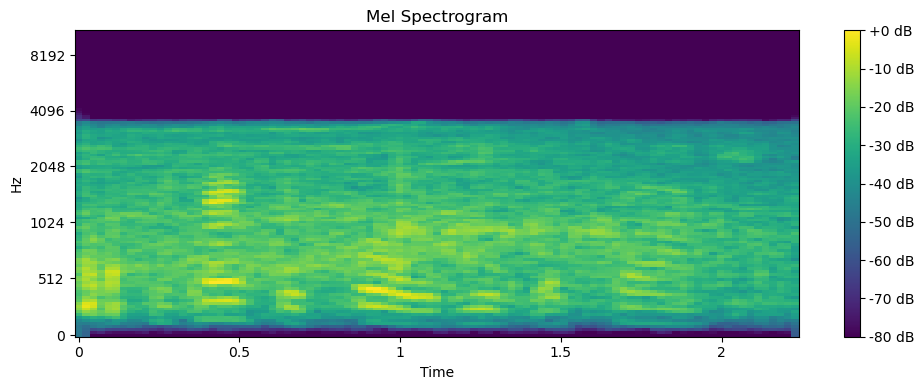 Mel Spectrogram
Hz
8192
4096
2048
1024
512
0
0
0.5
1
1.5
2
Time
+0 dB
-10 dB
-20 dB
-30 dB
-40 dB
-50 dB
-60 dB
-70 dB
-80 dB